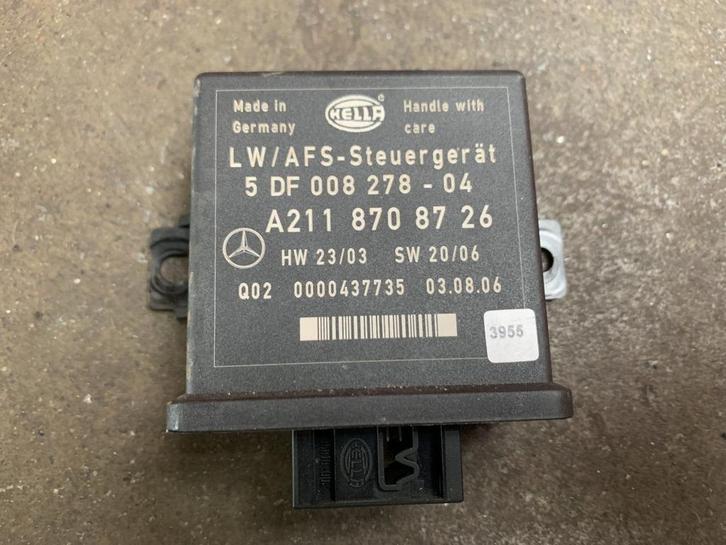 Made in
Germany
HELLA
®
Handle with
care
LW/AFS-Steuergerät
5 DF 008 278 - 04
A211 870 87 26
HW 23/03 SW 20/06
Q02 0000437735 03.08.06
3955
HELLA